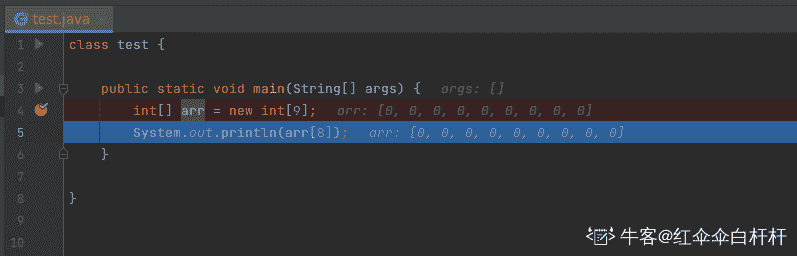 test.java
1 class test {
2
3 public static void main(String[] args) { args: []
4 int[] arr = new int[9]; arr: [0, 0, 0, 0, 0, 0, 0, 0, 0]
5 System.out.println(arr[8]); arr: [0, 0, 0, 0, 0, 0, 0, 0, 0]
6 }
7
8 }
9
10
牛客@红伞伞白杆杆